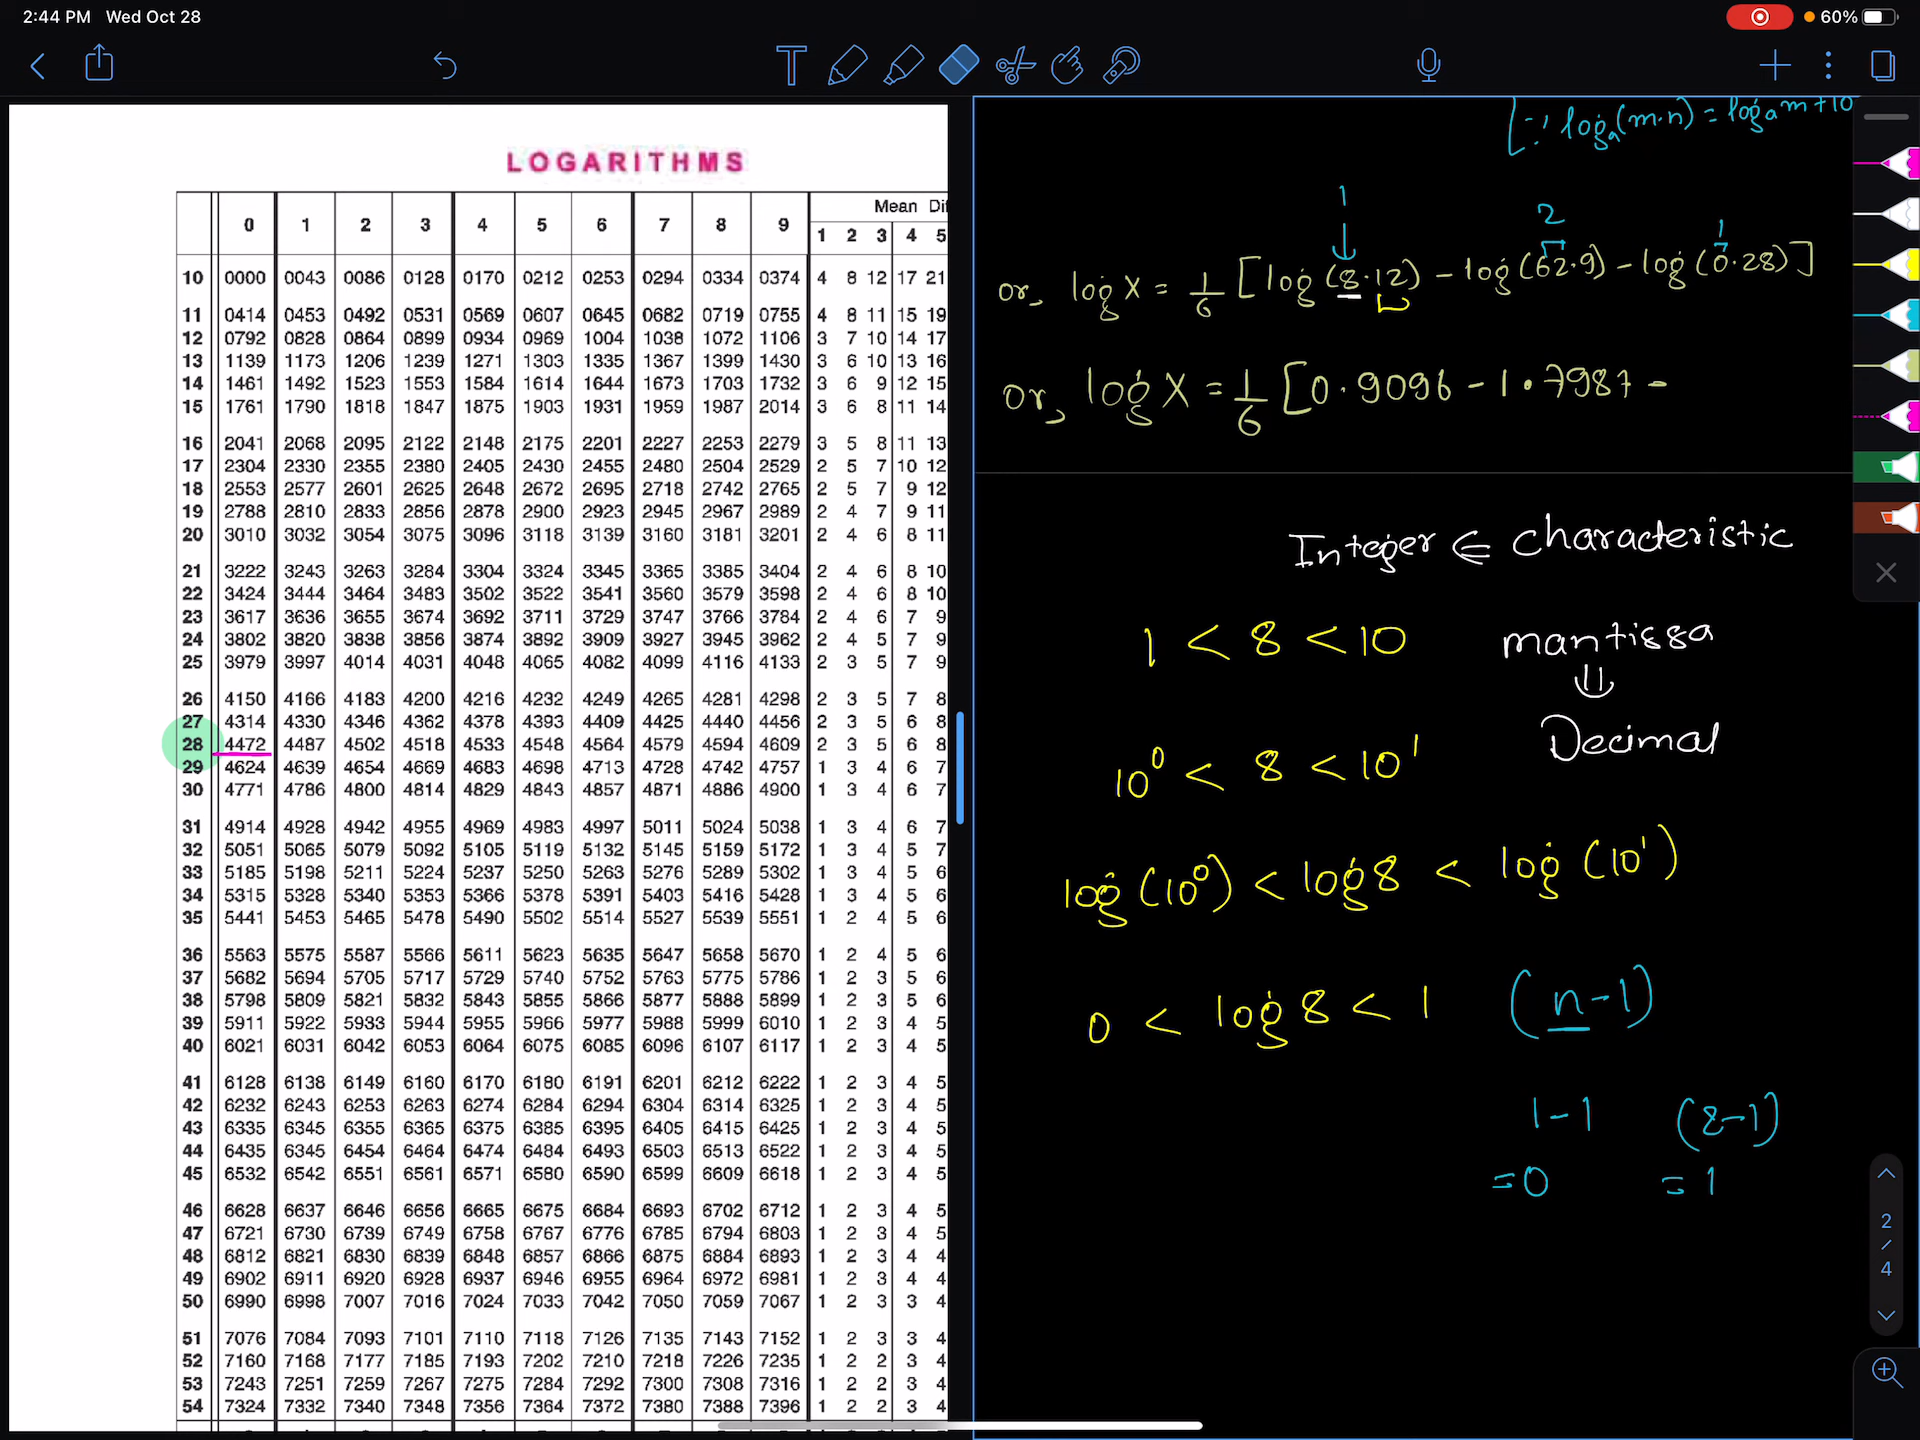 2:44 PM Wed Oct 28
60%
LOGARITHMS
Mean Dif
0 1 2 3 4 5 6 7 8 9 1 2 3 4 5
10 0000 0043 0086 0128 0170 0212 0253 0294 0334 0374 4 8 12 17 21
11 0414 0453 0492 0531 0569 0607 0645 0682 0719 0755 4 8 11 15 19
12 0792 0828 0864 0899 0934 0969 1004 1038 1072 1106 3 7 10 14 17
13 1139 1173 1206 1239 1271 1303 1335 1367 1399 1430 3 6 10 13 16
14 1461 1492 1523 1553 1584 1614 1644 1673 1703 1732 3 6 9 12 15
15 1761 1790 1818 1847 1875 1903 1931 1959 1987 2014 3 6 8 11 14
16 2041 2068 2095 2122 2148 2175 2201 2227 2253 2279 3 5 8 11 13
17 2304 2330 2355 2380 2405 2430 2455 2480 2504 2529 2 5 7 10 12
18 2553 2577 2601 2625 2648 2672 2695 2718 2742 2765 2 5 7 9 12
19 2788 2810 2833 2856 2878 2900 2923 2945 2967 2989 2 4 7 9 11
20 3010 3032 3054 3075 3096 3118 3139 3160 3181 3201 2 4 6 8 11
21 3222 3243 3263 3284 3304 3324 3345 3365 3385 3404 2 4 6 8 10
22 3424 3444 3464 3483 3502 3522 3541 3560 3579 3598 2 4 6 8 10
23 3617 3636 3655 3674 3692 3711 3729 3747 3766 3784 2 4 6 7 9
24 3802 3820 3838 3856 3874 3892 3909 3927 3945 3962 2 4 5 7 9
25 3979 3997 4014 4031 4048 4065 4082 4099 4116 4133 2 3 5 7 9
26 4150 4166 4183 4200 4216 4232 4249 4265 4281 4298 2 3 5 7 8
27 4314 4330 4346 4362 4378 4393 4409 4425 4440 4456 2 3 5 6 8
28 4472 4487 4502 4518 4533 4548 4564 4579 4594 4609 2 3 5 6 8
29 4624 4639 4654 4669 4683 4698 4713 4728 4742 4757 1 3 4 6 7
30 4771 4786 4800 4814 4829 4843 4857 4871 4886 4900 1 3 4 6 7
31 4914 4928 4942 4955 4969 4983 4997 5011 5024 5038 1 3 4 6 7
32 5051 5065 5079 5092 5105 5119 5132 5145 5159 5172 1 3 4 5 7
33 5185 5198 5211 5224 5237 5250 5263 5276 5289 5302 1 3 4 5 6
34 5315 5328 5340 5353 5366 5378 5391 5403 5416 5428 1 3 4 5 6
35 5441 5453 5465 5478 5490 5502 5514 5527 5539 5551 1 2 4 5 6
36 5563 5575 5587 5566 5611 5623 5635 5647 5658 5670 1 2 4 5 6
37 5682 5694 5705 5717 5729 5740 5752 5763 5775 5786 1 2 3 5 6
38 5798 5809 5821 5832 5843 5855 5866 5877 5888 5899 1 2 3 5 6
39 5911 5922 5933 5944 5955 5966 5977 5988 5999 6010 1 2 3 4 5
40 6021 6031 6042 6053 6064 6075 6085 6096 6107 6117 1 2 3 4 5
41 6128 6138 6149 6160 6170 6180 6191 6201 6212 6222 1 2 3 4 5
42 6232 6243 6253 6263 6274 6284 6294 6304 6314 6325 1 2 3 4 5
43 6335 6345 6355 6365 6375 6385 6395 6405 6415 6425 1 2 3 4 5
44 6435 6345 6454 6464 6474 6484 6493 6503 6513 6522 1 2 3 4 5
45 6532 6542 6551 6561 6571 6580 6590 6599 6609 6618 1 2 3 4 5
46 6628 6637 6646 6656 6665 6675 6684 6693 6702 6712 1 2 3 4 5
47 6721 6730 6739 6749 6758 6767 6776 6785 6794 6803 1 2 3 4 5
48 6812 6821 6830 6839 6848 6857 6866 6875 6884 6893 1 2 3 4 4
49 6902 6911 6920 6928 6937 6946 6955 6964 6972 6981 1 2 3 4 4
50 6990 6998 7007 7016 7024 7033 7042 7050 7059 7067 1 2 3 3 4
51 7076 7084 7093 7101 7110 7118 7126 7135 7143 7152 1 2 3 3 4
52 7160 7168 7177 7185 7193 7202 7210 7218 7226 7235 1 2 2 3 4
53 7243 7251 7259 7267 7275 7284 7292 7300 7308 7316 1 2 2 3 4
54 7324 7332 7340 7348 7356 7364 7372 7380 7388 7396 1 2 2 3 4
[∵ logₐ(m·n) = logₐm+lo
1 2 1
or, log X = 1/6 [log (8.12) - log (62.9) - log (0.28)]
or, log X = 1/6 [0.9096 - 1.7987 -
Integer ⇐ characteristic
1 < 8 < 10 mantissa
⇓
10⁰ < 8 < 10¹ Decimal
log (10⁰) < log 8 < log (10¹)
0 < log 8 < 1 (n-1)
1-1 (2-1)
=0 =1
2
/
4